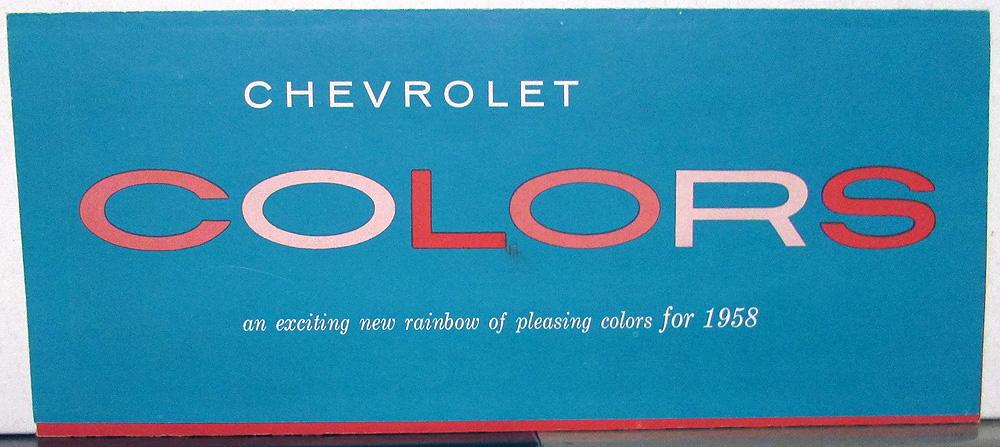 CHEVROLET
COLORS
an exciting new rainbow of pleasing colors for 1958